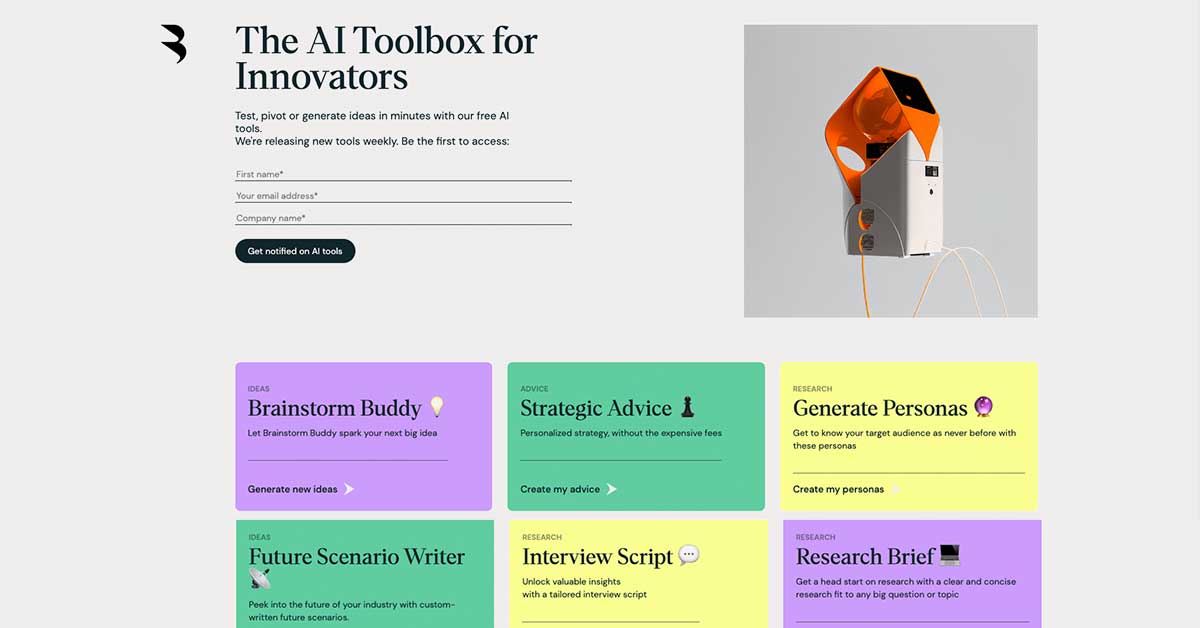 The AI Toolbox for
Innovators
Test, pivot or generate ideas in minutes with our free AI
tools.
We're releasing new tools weekly. Be the first to access:
First name*
Your email address*
Company name*
Get notified on AI tools
IDEAS
Brainstorm Buddy
Let Brainstorm Buddy spark your next big idea
Generate new ideas
ADVICE
Strategic Advice
Personalized strategy, without the expensive fees
Create my advice
RESEARCH
Generate Personas
Get to know your target audience as never before with
these personas
Create my personas
IDEAS
Future Scenario Writer
Peek into the future of your industry with custom-
written future scenarios.
RESEARCH
Interview Script
Unlock valuable insights
with a tailored interview script
RESEARCH
Research Brief
Get a head start on research with a clear and concise
research fit to any big question or topic